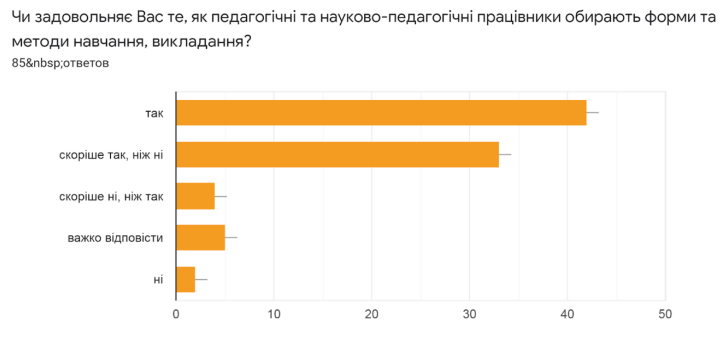 Чи задовольняє Вас те, як педагогічні та науково-педагогічні працівники обирають форми та
методи навчання, викладання?
85&nbsp;ответов
так
скоріше так, ніж ні
скоріше ні, ніж так
важко відповісти
ні
0 10 20 30 40 50